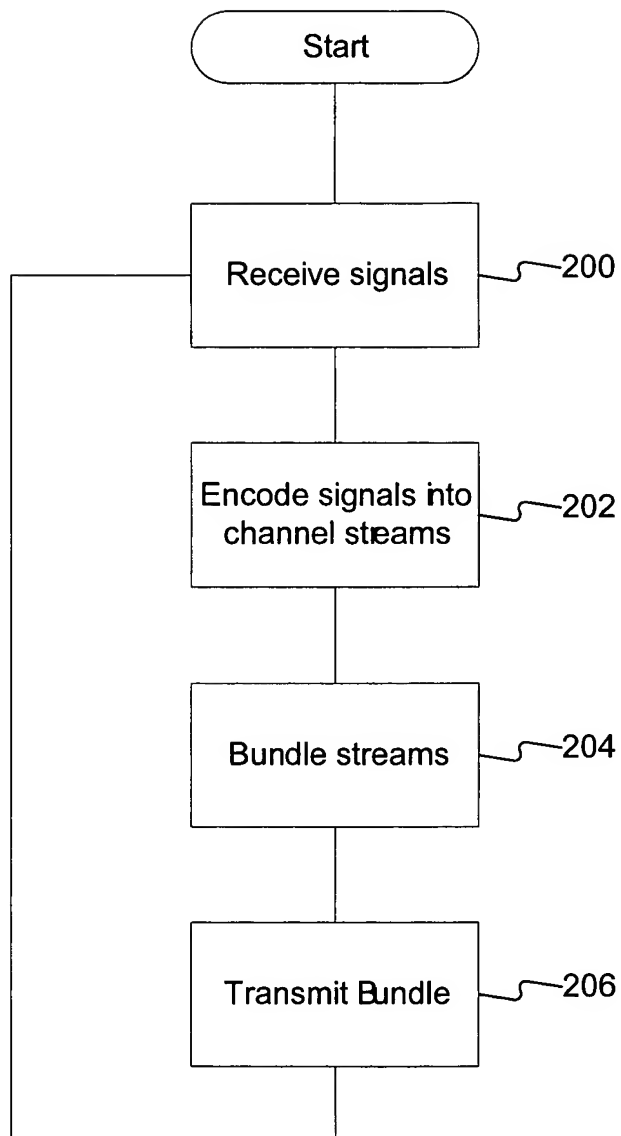 Start
Receive signals
200
Encode signals into
channel streams
202
Bundle streams
204
Transmit Bundle
206